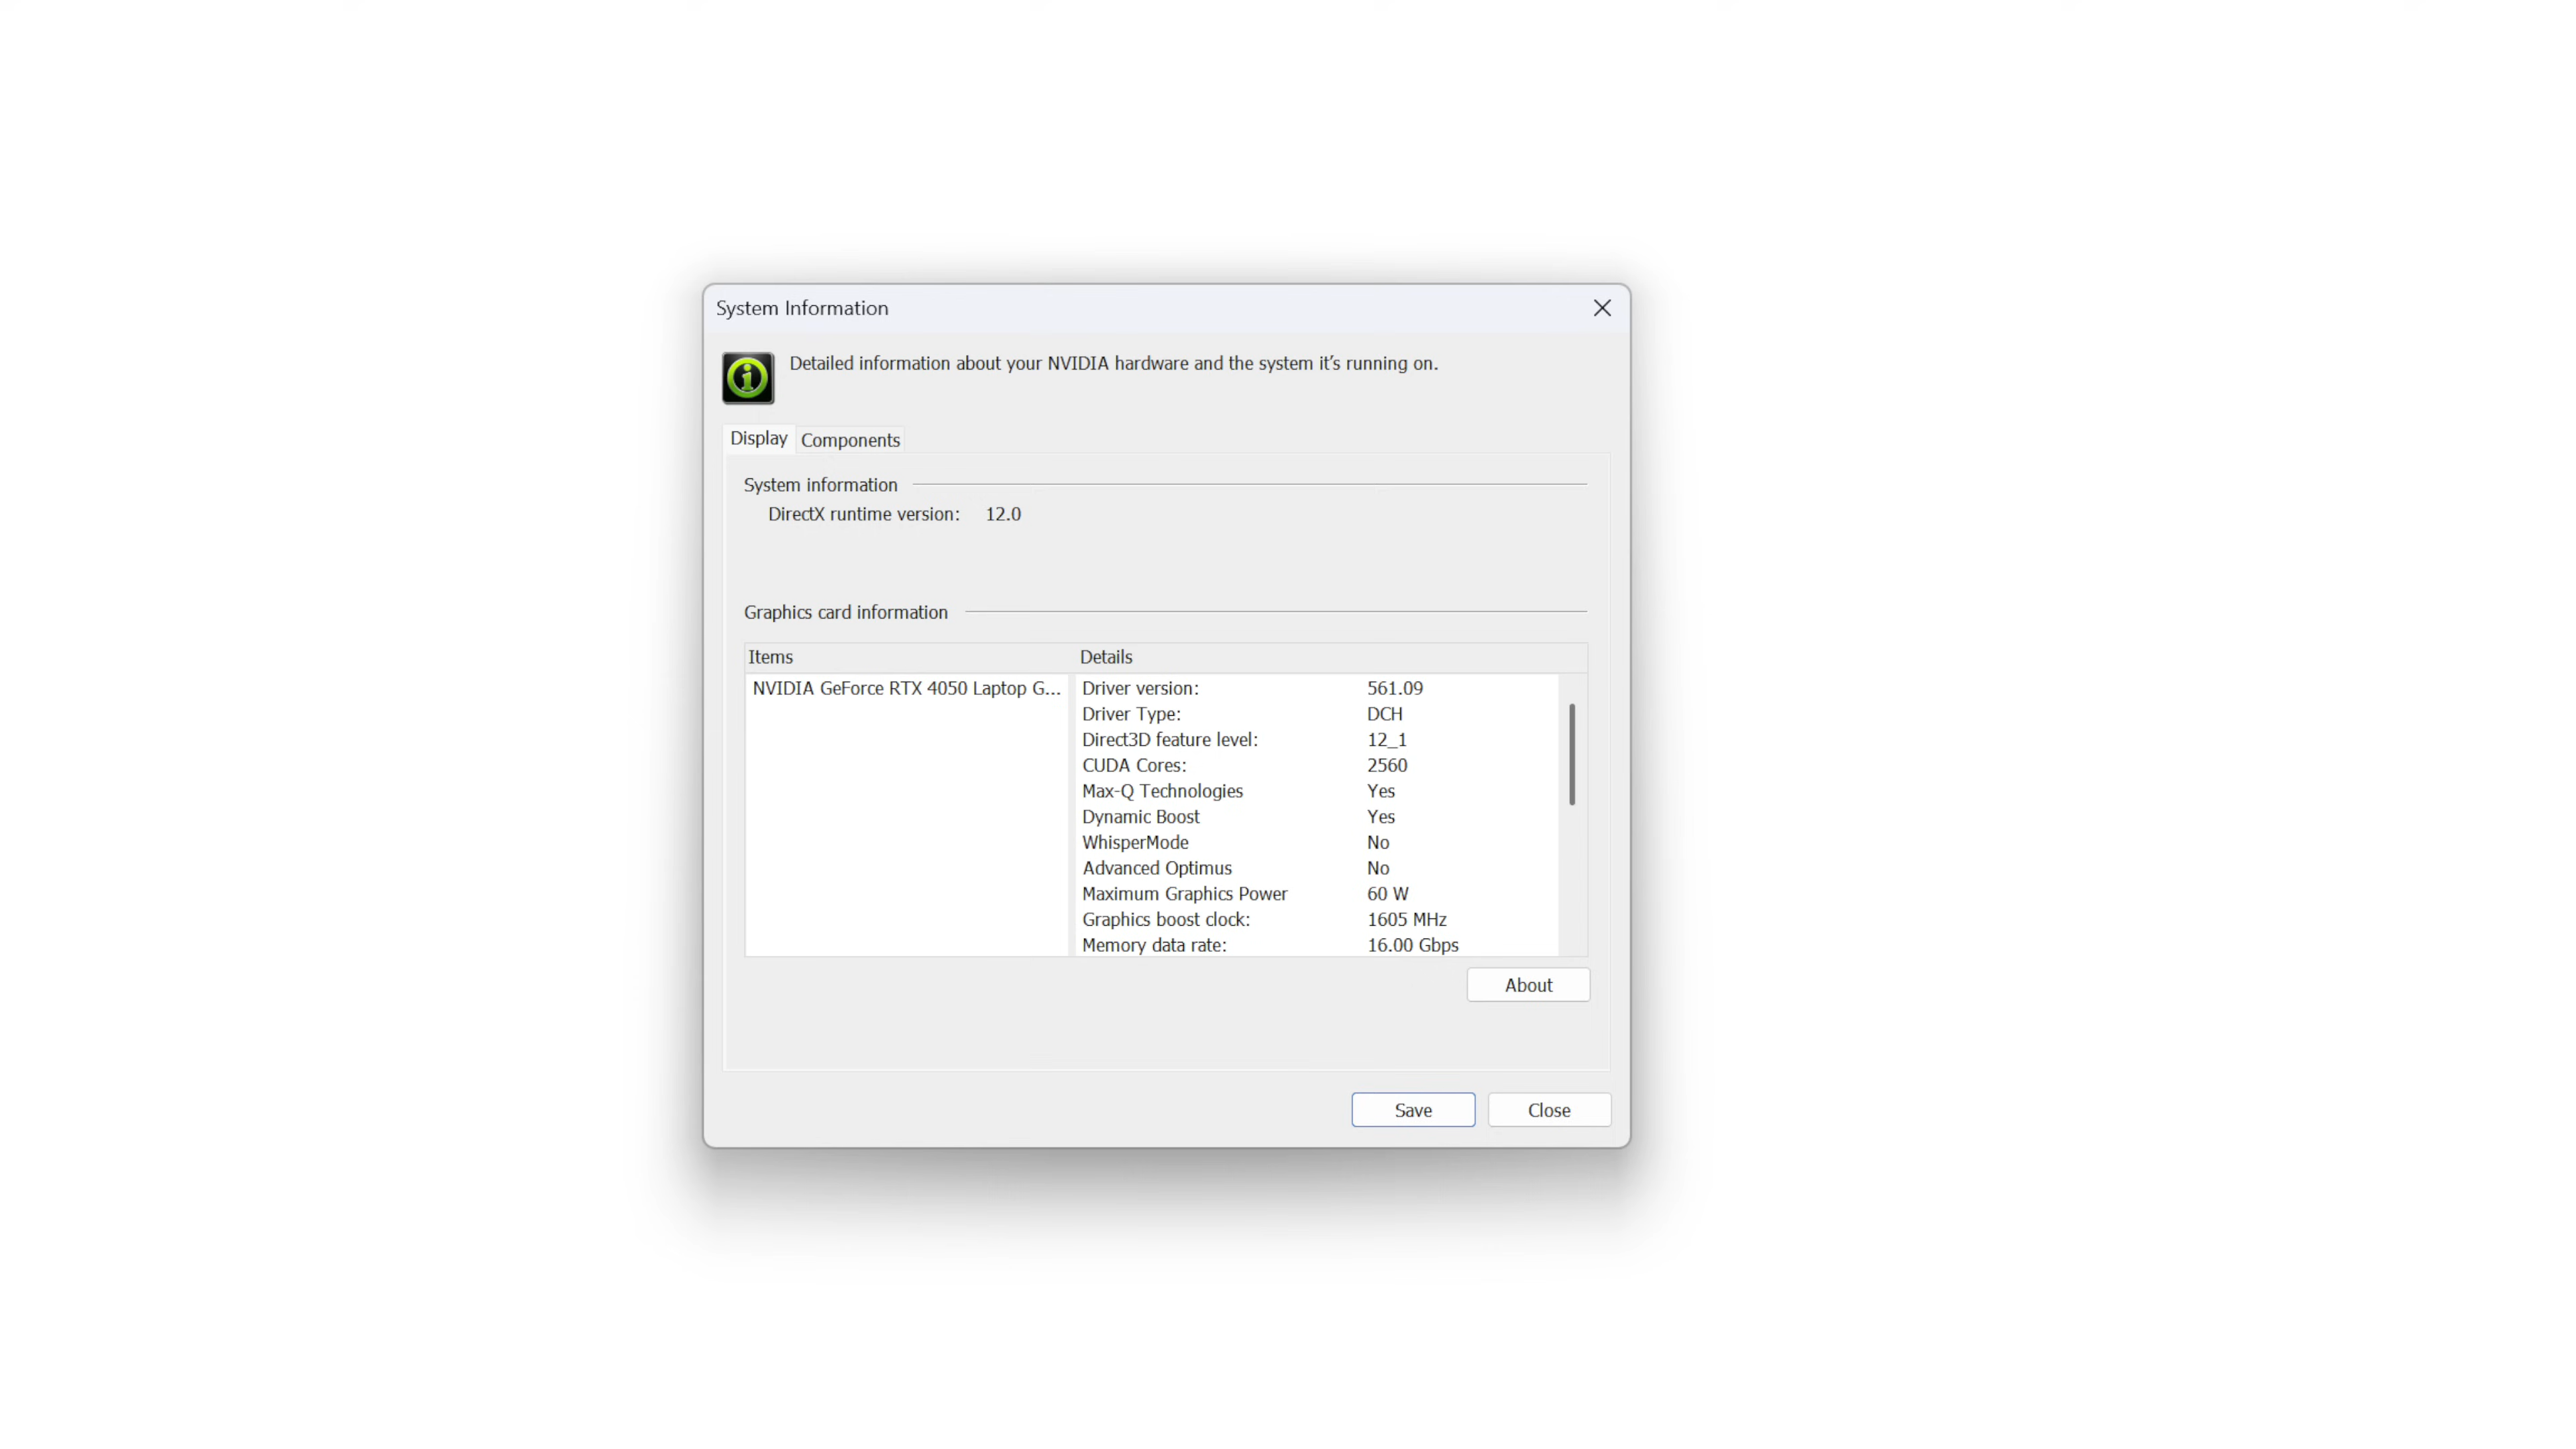 System Information
Detailed information about your NVIDIA hardware and the system it's running on.
Display Components
System information
DirectX runtime version: 12.0
Graphics card information
Items Details
NVIDIA GeForce RTX 4050 Laptop G... Driver version: 561.09
Driver Type: DCH
Direct3D feature level: 12_1
CUDA Cores: 2560
Max-Q Technologies Yes
Dynamic Boost Yes
WhisperMode No
Advanced Optimus No
Maximum Graphics Power 60 W
Graphics boost clock: 1605 MHz
Memory data rate: 16.00 Gbps
About
Save Close